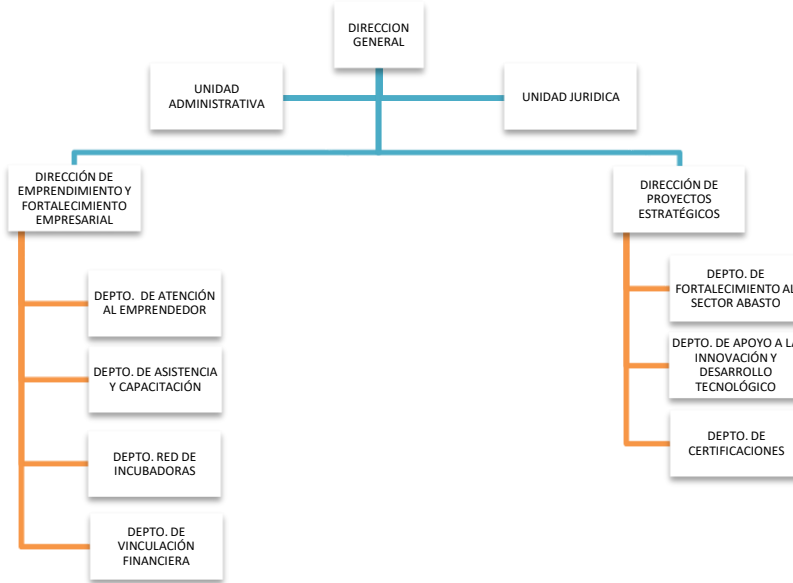 DIRECCION
GENERAL
UNIDAD
ADMINISTRATIVA
UNIDAD JURIDICA
DIRECCIÓN DE
EMPRENDIMIENTO Y
FORTALECIMIENTO
EMPRESARIAL
DEPTO. DE ATENCIÓN
AL EMPRENDEDOR
DEPTO. DE ASISTENCIA
Y CAPACITACIÓN
DEPTO. RED DE
INCUBADORAS
DEPTO. DE
VINCULACIÓN
FINANCIERA
DIRECCIÓN DE
PROYECTOS
ESTRATÉGICOS
DEPTO. DE
FORTALECIMIENTO AL
SECTOR ABASTO
DEPTO. DE APOYO A LA
INNOVACIÓN Y
DESARROLLO
TECNOLÓGICO
DEPTO. DE
CERTIFICACIONES